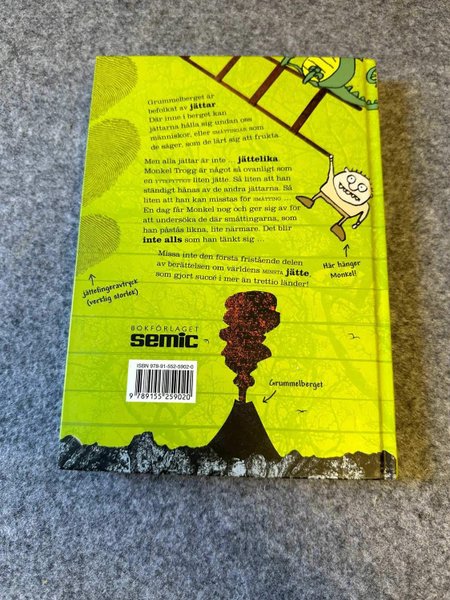 Grummelberget är
befolkat av jättar.
Där inne i berget kan
jättarna hålla sig undan oss
människor, eller SMÄTTINGAR som
de säger, som de lärt sig att frukta.
Men alla jättar är inte ... jättelika.
Monkel Trogg är något så ovanligt som
en YTTEPYTTIGT liten jätte. Så liten att han
ständigt hånas av de andra jättarna. Så
liten att han kan misstas för SMÄTTING ...
En dag får Monkel nog och ger sig av för
att undersöka de där smättingarna, som
han påstås likna, lite närmare. Det blir
inte alls som han tänkt sig ...
Missa inte den första fristående delen
av berättelsen om världens MINSTA jätte,
som gjort succé i mer än trettio länder!
Här hänger
Monkel!
jättefingeravtryck
(verklig storlek)
BOKFÖRLAGET
semic
ISBN 978-91-552-5902-0
9 789155 259020
Grummelberget